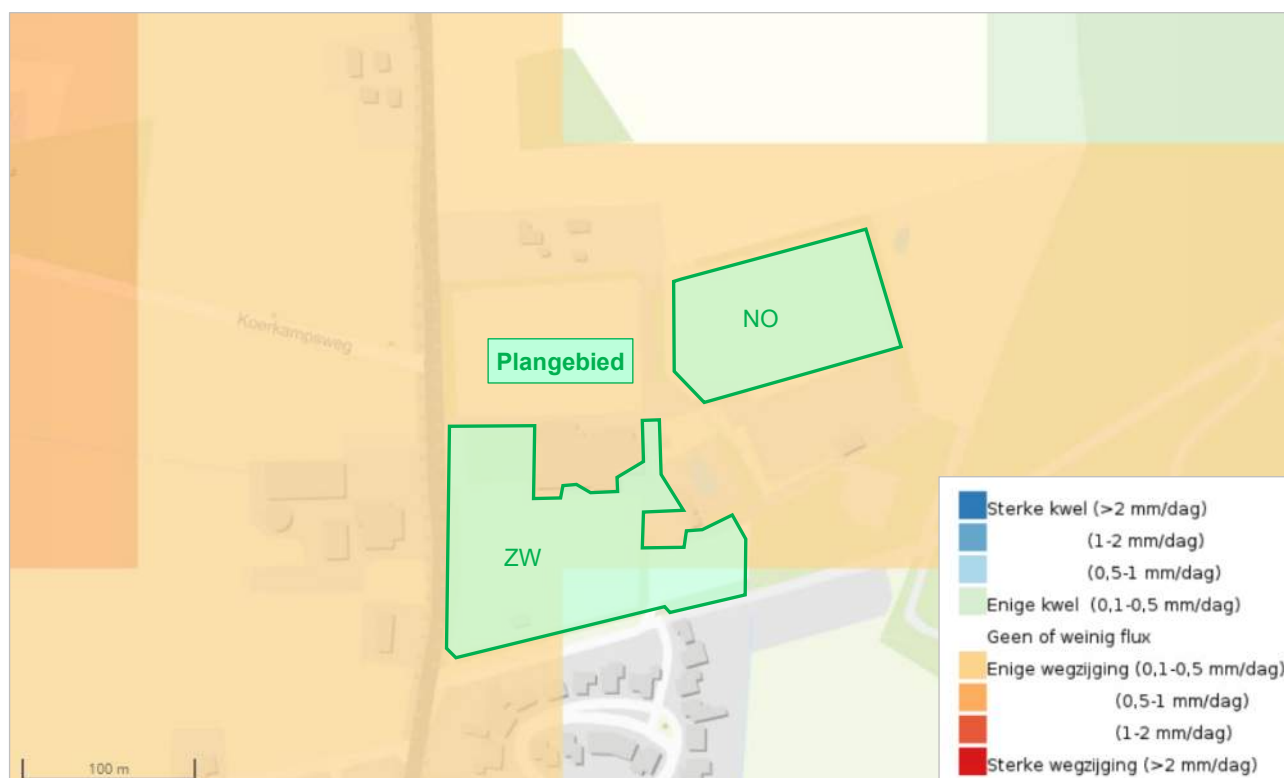 NO
Koerkampsweg
Plangebied
ZW
Sterke kwel (>2 mm/dag)
(1-2 mm/dag)
(0,5-1 mm/dag)
Enige kwel (0,1-0,5 mm/dag)
Geen of weinig flux
Enige wegzijging (0,1-0,5 mm/dag)
(0,5-1 mm/dag)
(1-2 mm/dag)
Sterke wegzijging (>2 mm/dag)
100 m